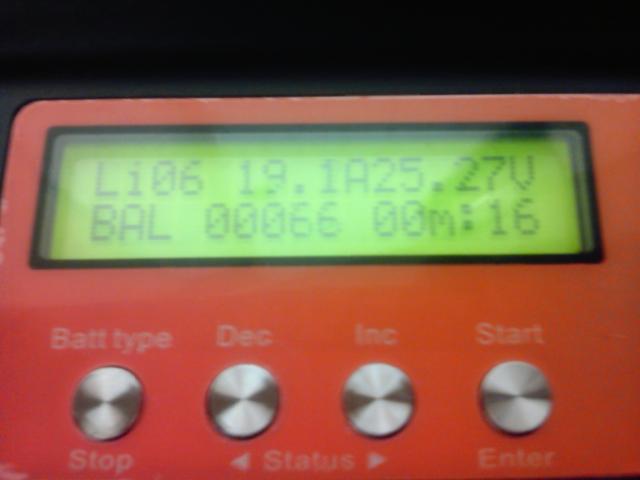 Li06 19.1A25.27V
BAL 00066 00m:16
Batt type Dec Inc Start
Stop ◄ Status ► Enter